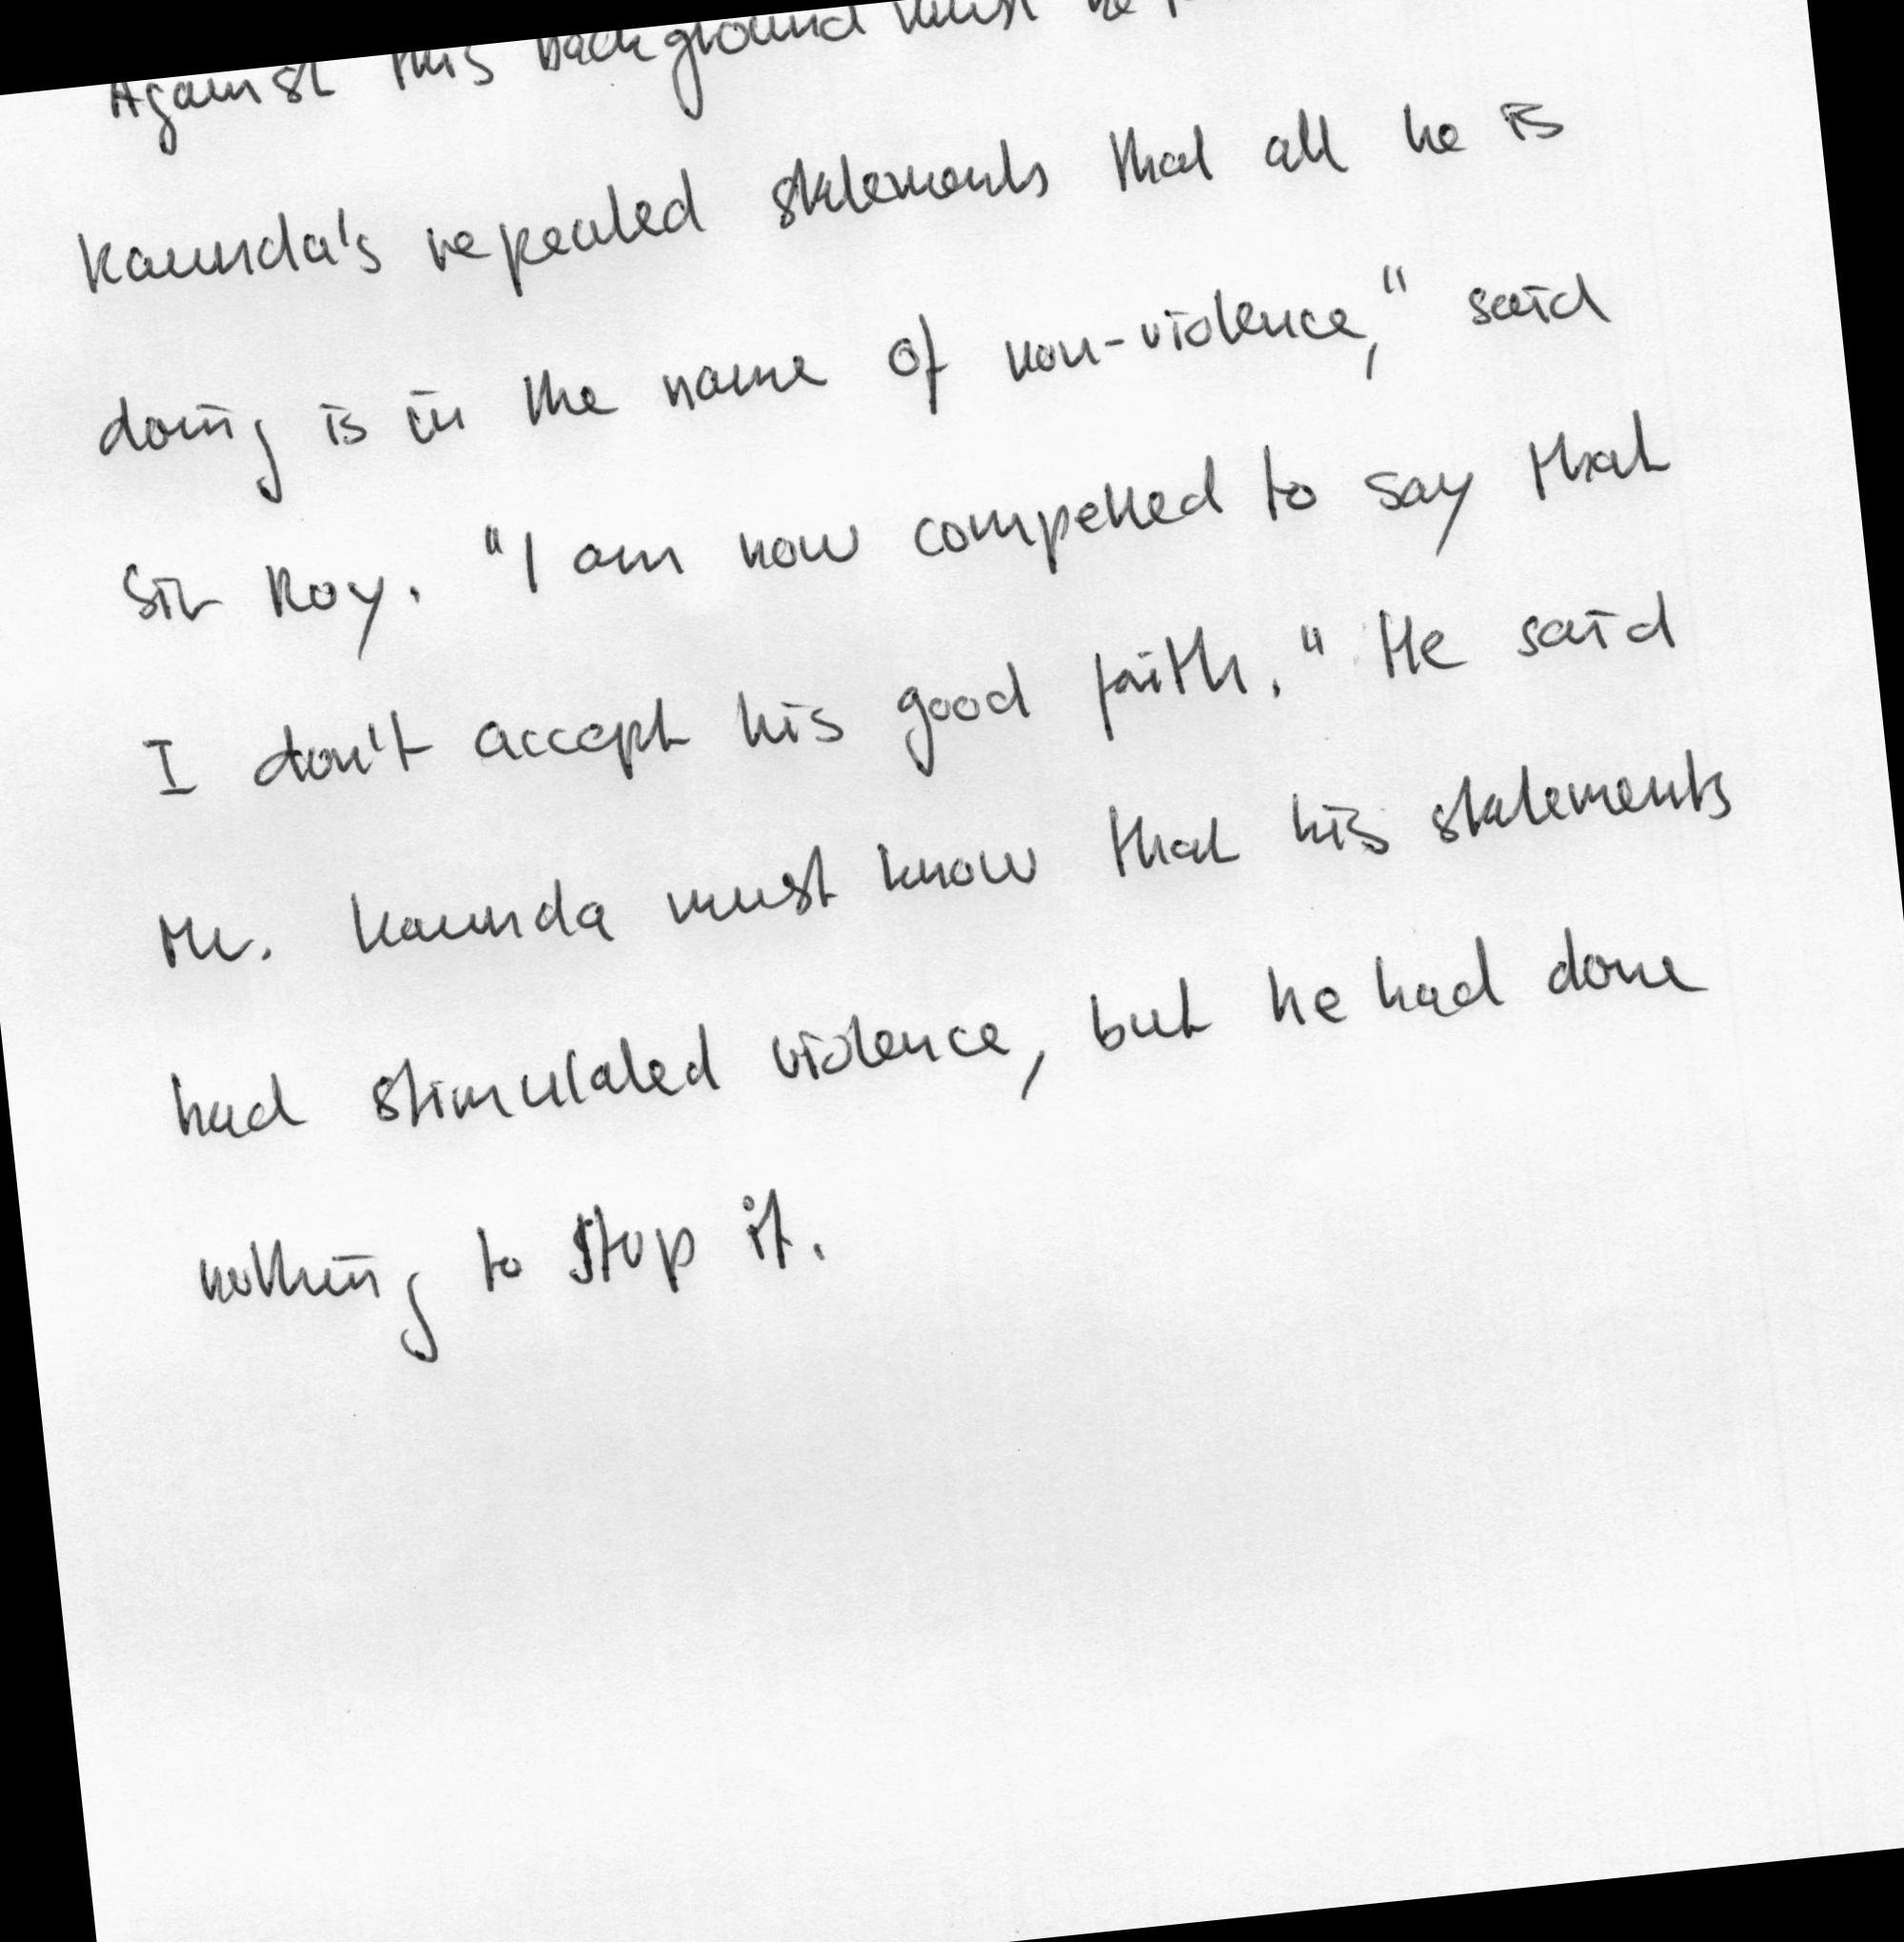 Against this background must be
Kaunda's repeated statements that all he is
doing is in the name of non-violence," said
Sir Roy. "I am now compelled to say that
I don't accept his good faith." He said
Mr. Kaunda must know that his statements
had stimulated violence, but he had done
nothing to stop it.